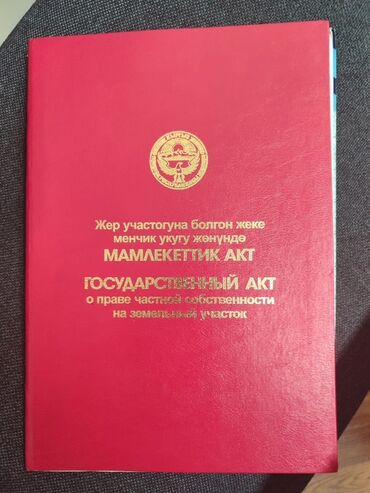 Жер участогуна болгон жеке
менчик укугу жөнүндө
МАМЛЕКЕТТИК АКТ
ГОСУДАРСТВЕННЫЙ АКТ
о праве частной собственности
на земельный участок